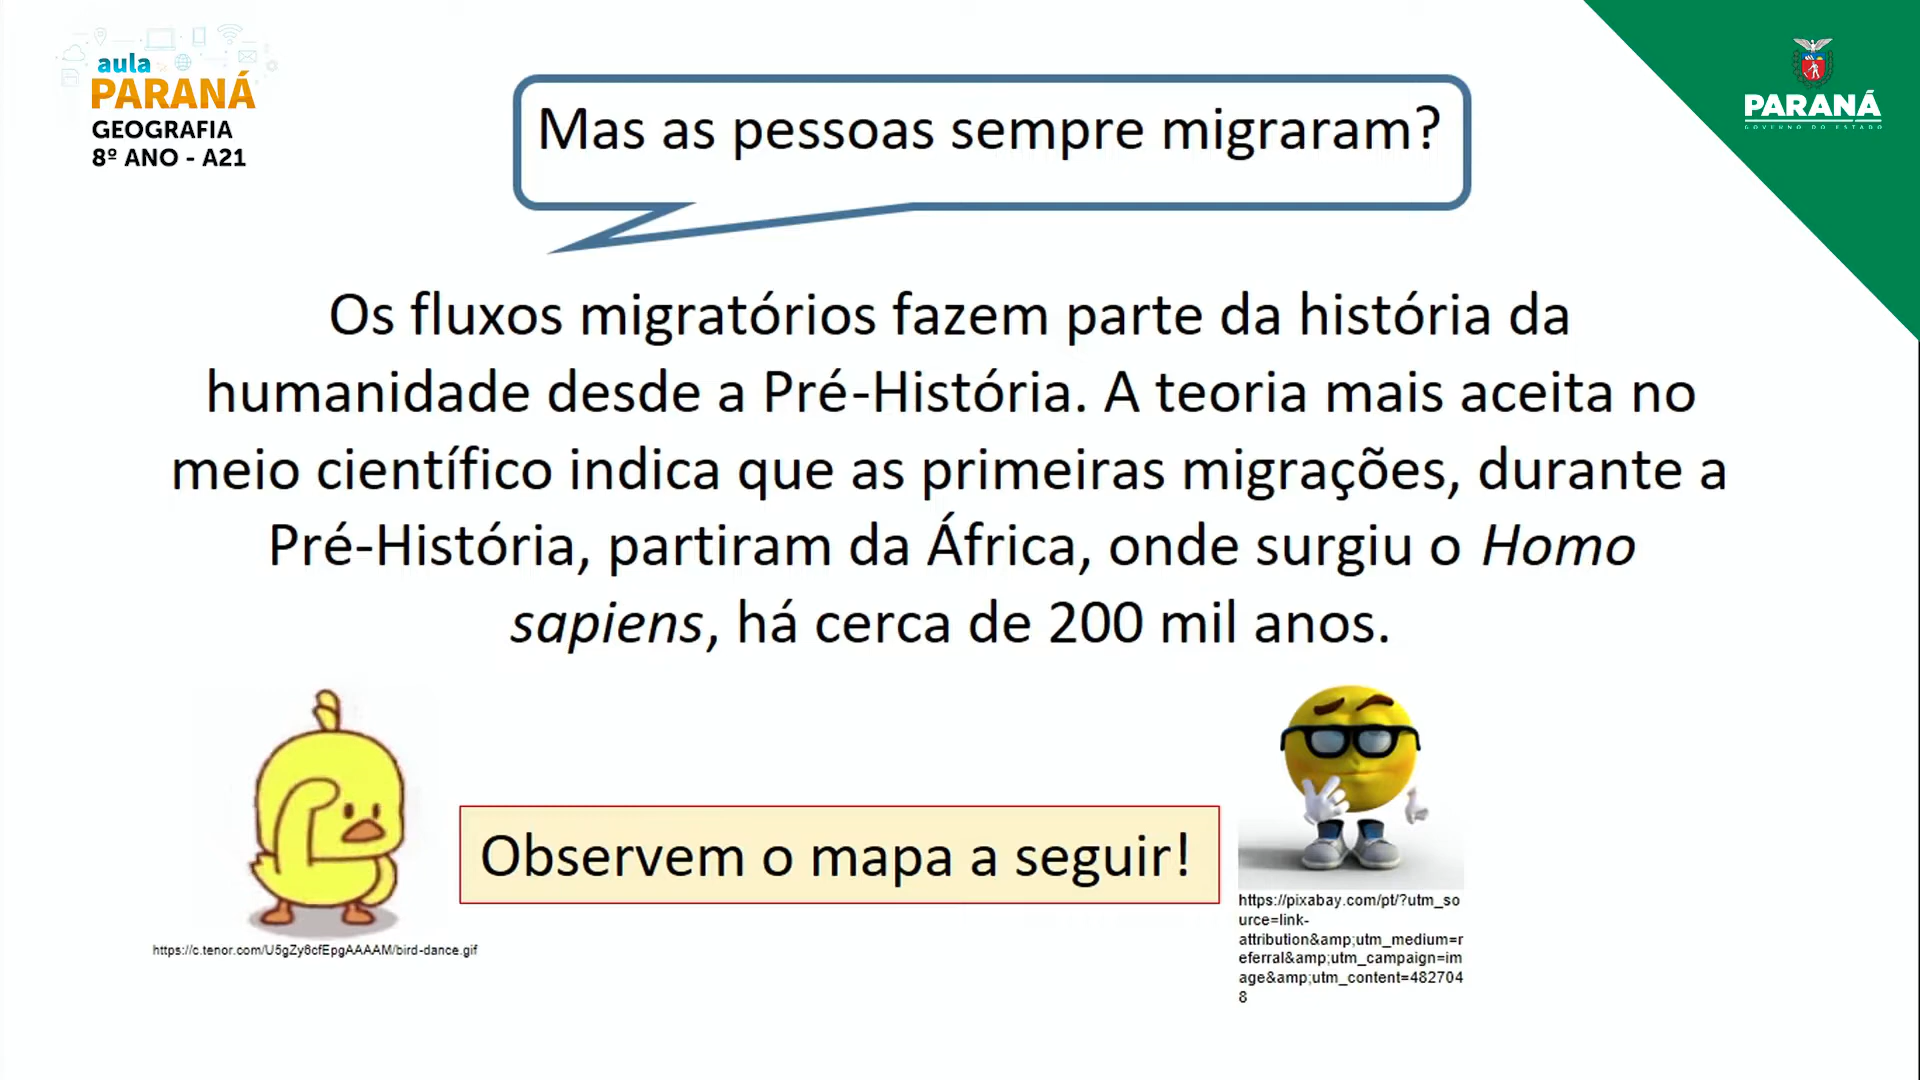 aula
PARANÁ
GEOGRAFIA
8º ANO - A21
PARANÁ
GOVERNO DO ESTADO
Mas as pessoas sempre migraram?
Os fluxos migratórios fazem parte da história da
humanidade desde a Pré-História. A teoria mais aceita no
meio científico indica que as primeiras migrações, durante a
Pré-História, partiram da África, onde surgiu o Homo
sapiens, há cerca de 200 mil anos.
Observem o mapa a seguir!
https://c.tenor.com/U5gZy6cfEpgAAAAM/bird-dance.gif
https://pixabay.com/pt/?utm_so
urce=link-
attribution&amp;utm_medium=r
eferral&amp;utm_campaign=im
age&amp;utm_content=482704
8